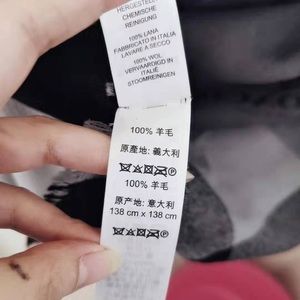 HERGESTELLT
CHEMISCHE
REINIGUNG
100% LANA
FABBRICATO IN ITALIA
LAVARE A SECCO
100% WOL
VERVAARDIGD IN
ITALIË
STOOMREINIGEN
100% 羊毛
原產地: 義大利
100% 羊毛
原产地: 意大利
138 cm x 138 cm